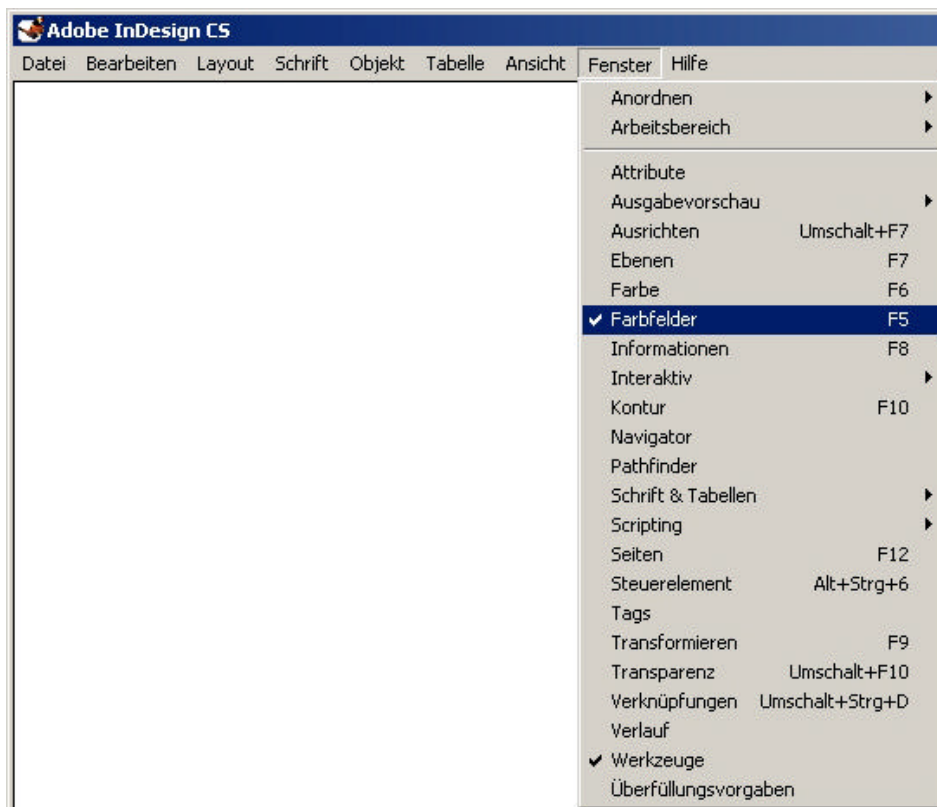 Adobe InDesign CS
Datei Bearbeiten Layout Schrift Objekt Tabelle Ansicht Fenster Hilfe
Anordnen
Arbeitsbereich
Attribute
Ausgabevorschau
Ausrichten Umschalt+F7
Ebenen F7
Farbe F6
Farbfelder F5
Informationen F8
Interaktiv
Kontur F10
Navigator
Pathfinder
Schrift & Tabellen
Scripting
Seiten F12
Steuerelement Alt+Strg+6
Tags
Transformieren F9
Transparenz Umschalt+F10
Verknüpfungen Umschalt+Strg+D
Verlauf
Werkzeuge
Überfüllungsvorgaben